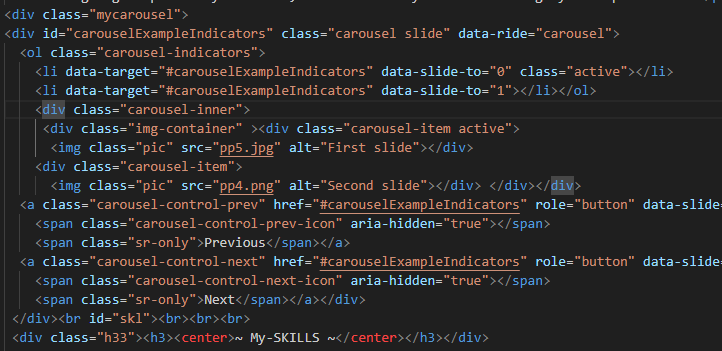 <div class="mycarousel">
<div id="carouselExampleIndicators" class="carousel slide" data-ride="carousel">
<ol class="carousel-indicators">
<li data-target="#carouselExampleIndicators" data-slide-to="0" class="active"></li>
<li data-target="#carouselExampleIndicators" data-slide-to="1"></li></ol>
<div class="carousel-inner">
<div class="img-container" ><div class="carousel-item active">
<img class="pic" src="pp5.jpg" alt="First slide"></div>
<div class="carousel-item">
<img class="pic" src="pp4.png" alt="Second slide"></div> </div></div>
<a class="carousel-control-prev" href="#carouselExampleIndicators" role="button" data-slide
<span class="carousel-control-prev-icon" aria-hidden="true"></span>
<span class="sr-only">Previous</span></a>
<a class="carousel-control-next" href="#carouselExampleIndicators" role="button" data-slide
<span class="carousel-control-next-icon" aria-hidden="true"></span>
<span class="sr-only">Next</span></a></div>
</div><br id="skl"><br><br><br>
<div class="h33"><h3><center>~ My-SKILLS ~</center></h3></div>